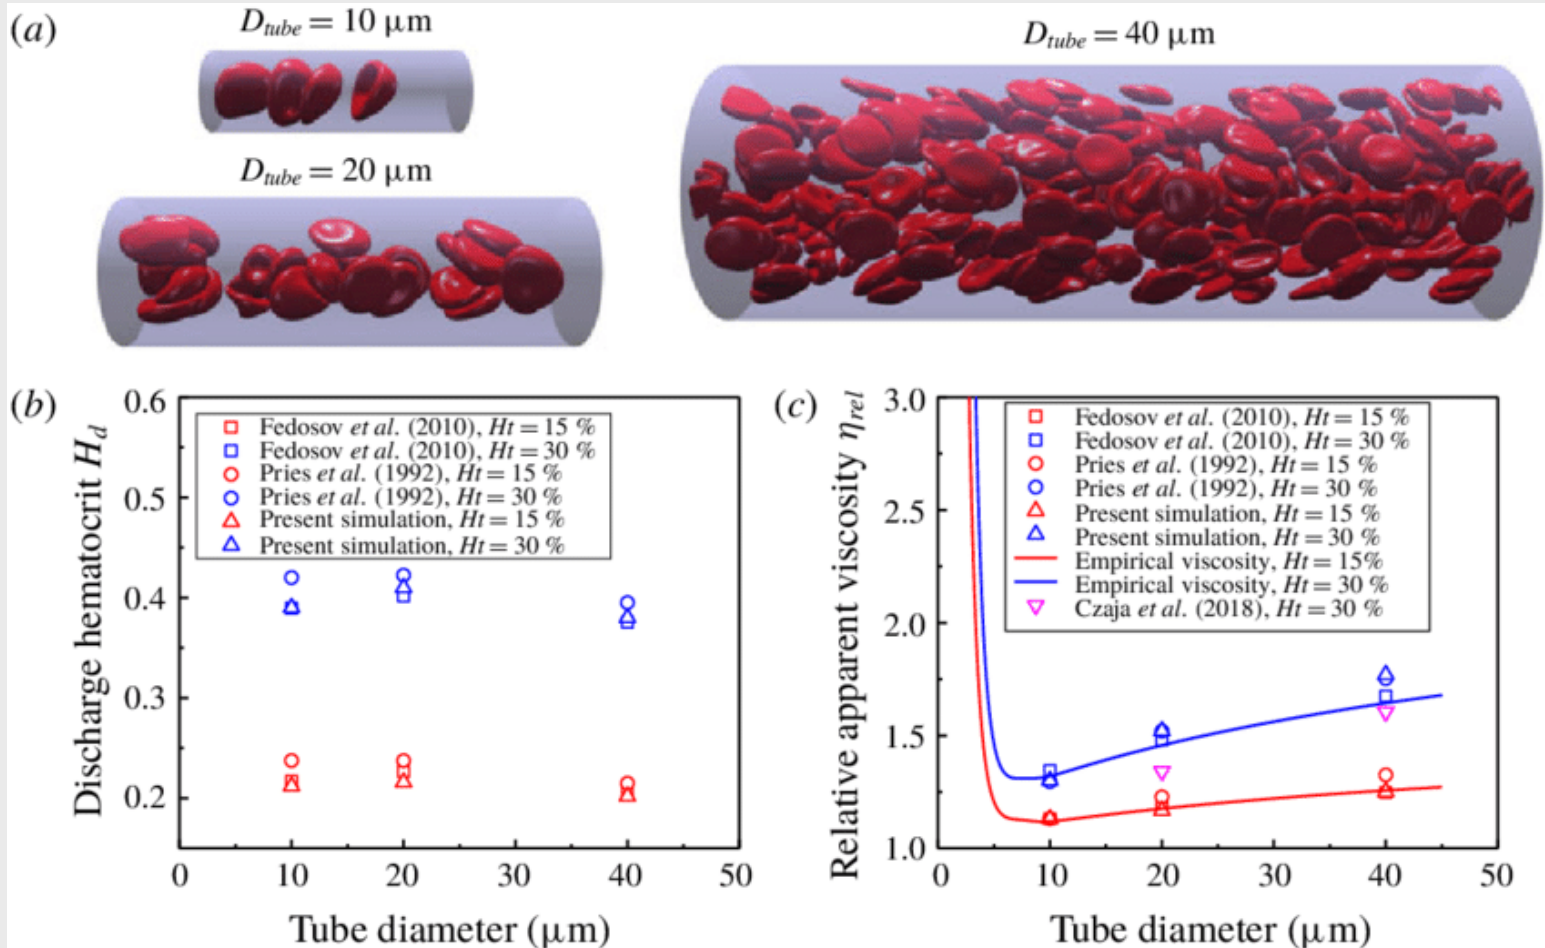 (a)
D_tube = 10 μm
D_tube = 20 μm
D_tube = 40 μm
(b)
Discharge hematocrit H_d
0.6
0.5
0.4
0.3
0.2
Fedosov et al. (2010), Ht = 15 %
Fedosov et al. (2010), Ht = 30 %
Pries et al. (1992), Ht = 15 %
Pries et al. (1992), Ht = 30 %
Present simulation, Ht = 15 %
Present simulation, Ht = 30 %
0 10 20 30 40 50
Tube diameter (μm)
(c)
Relative apparent viscosity η_rel
3.0
2.5
2.0
1.5
1.0
Fedosov et al. (2010), Ht = 15 %
Fedosov et al. (2010), Ht = 30 %
Pries et al. (1992), Ht = 15 %
Pries et al. (1992), Ht = 30 %
Present simulation, Ht = 15 %
Present simulation, Ht = 30 %
Empirical viscosity, Ht = 15%
Empirical viscosity, Ht = 30 %
Czaja et al. (2018), Ht = 30 %
0 10 20 30 40 50
Tube diameter (μm)